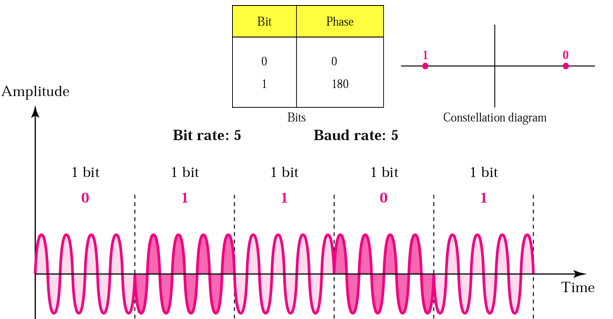 Bit Phase
0 0
1 180
Bits
1 0
Constellation diagram
Amplitude
Bit rate: 5 Baud rate: 5
1 bit 1 bit 1 bit 1 bit 1 bit
0 1 1 0 1
Time